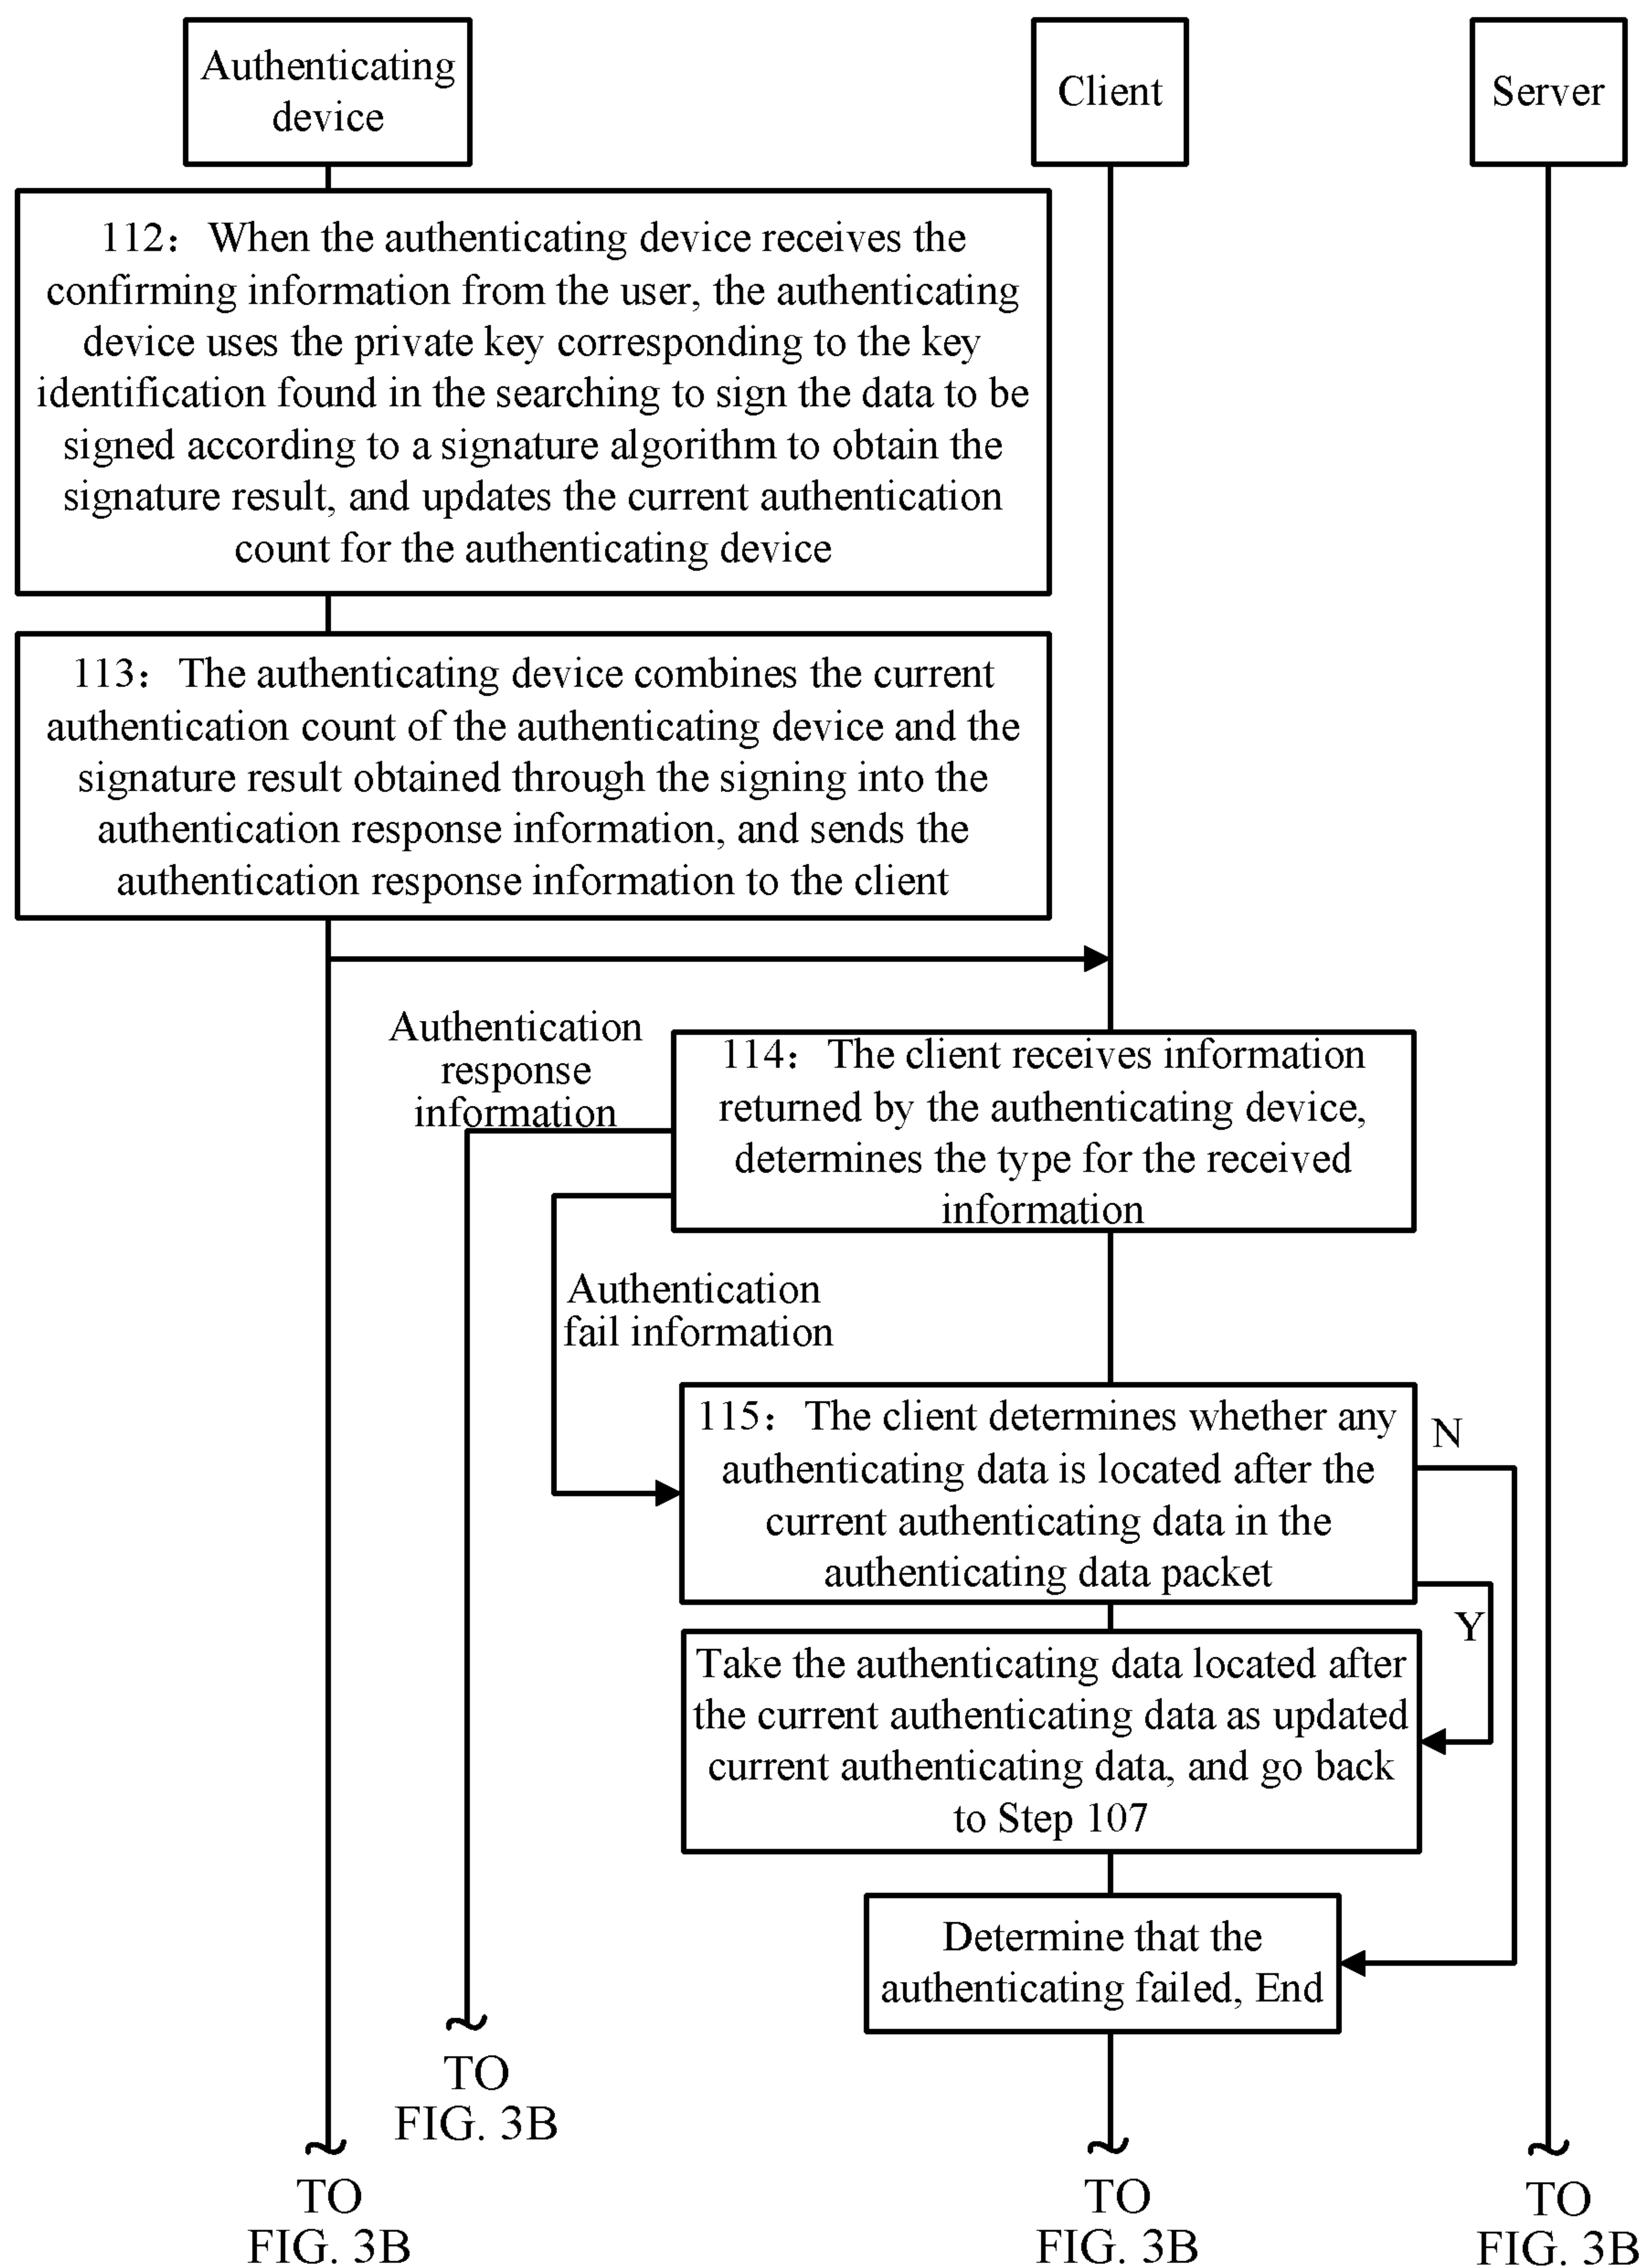 Authenticating
device
Client
Server
112：When the authenticating device receives the
confirming information from the user, the authenticating
device uses the private key corresponding to the key
identification found in the searching to sign the data to be
signed according to a signature algorithm to obtain the
signature result, and updates the current authentication
count for the authenticating device
113：The authenticating device combines the current
authentication count of the authenticating device and the
signature result obtained through the signing into the
authentication response information, and sends the
authentication response information to the client
Authentication
response
information
114：The client receives information
returned by the authenticating device,
determines the type for the received
information
Authentication
fail information
115：The client determines whether any
authenticating data is located after the
current authenticating data in the
authenticating data packet
N
Y
Take the authenticating data located after
the current authenticating data as updated
current authenticating data, and go back
to Step 107
Determine that the
authenticating failed, End
TO
FIG. 3B
TO
FIG. 3B
TO
FIG. 3B
TO
FIG. 3B